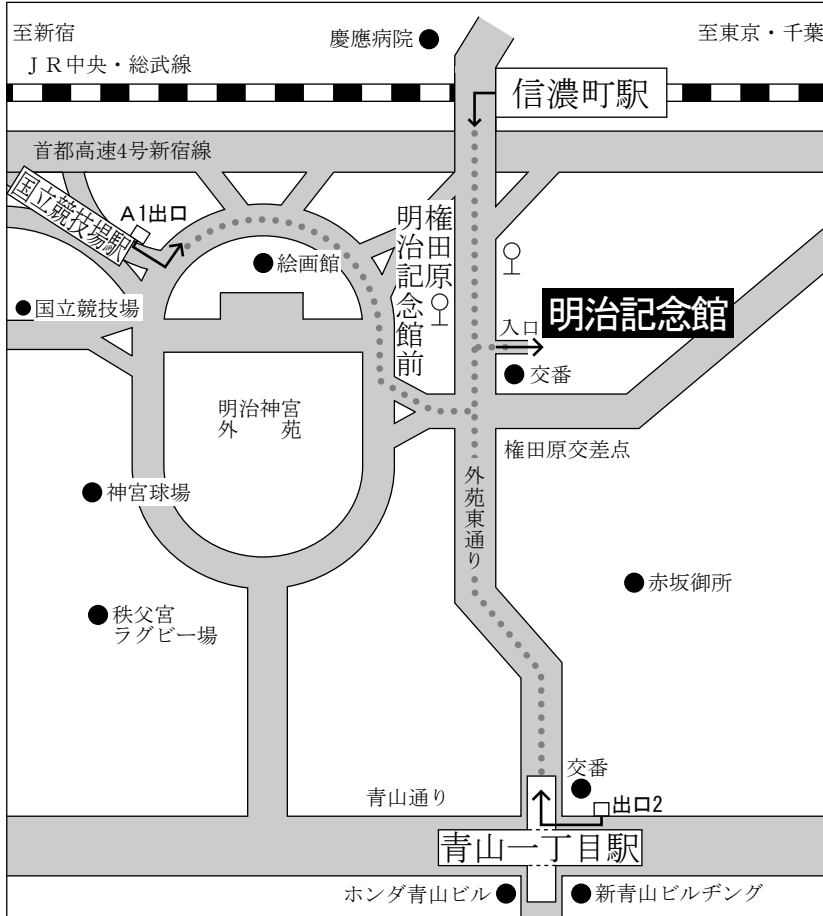 至新宿
慶應病院
至東京・千葉
ＪＲ中央・総武線
信濃町駅
首都高速4号新宿線
国立競技場駅
A1出口
絵画館
権田原
明治記念館前
国立競技場
入口
明治記念館
交番
明治神宮
外　苑
権田原交差点
神宮球場
外苑東通り
赤坂御所
秩父宮
ラグビー場
交番
青山通り
出口2
青山一丁目駅
ホンダ青山ビル
新青山ビルヂング